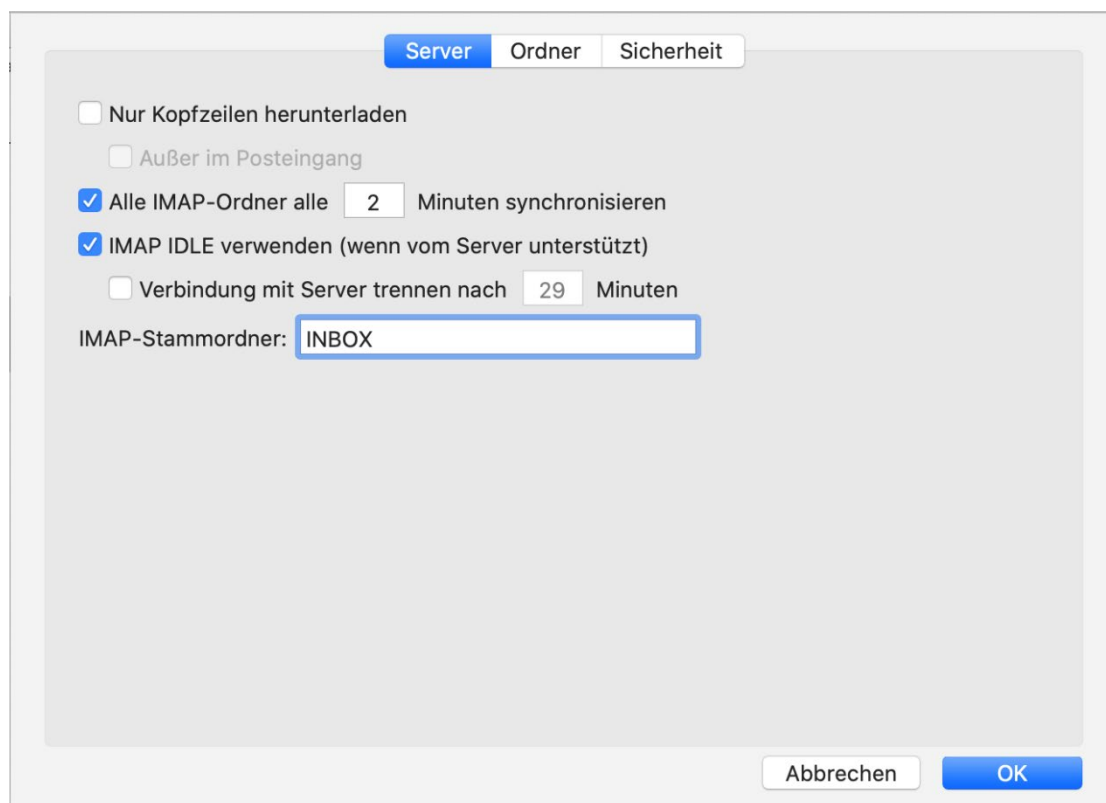 Server Ordner Sicherheit
Nur Kopfzeilen herunterladen
Außer im Posteingang
Alle IMAP-Ordner alle 2 Minuten synchronisieren
IMAP IDLE verwenden (wenn vom Server unterstützt)
Verbindung mit Server trennen nach 29 Minuten
IMAP-Stammordner: INBOX
Abbrechen OK